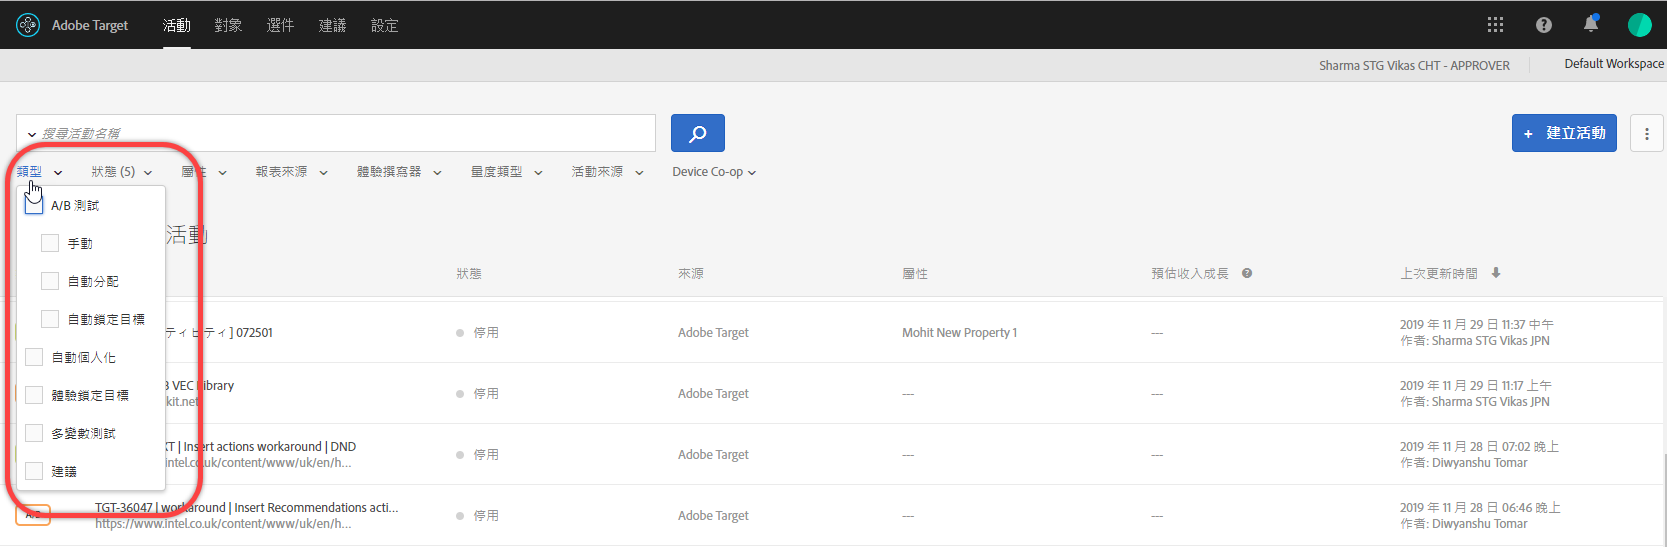 Adobe Target 活動 對象 選件 建議 設定
Sharma STG Vikas CHT - APPROVER Default Workspace
搜尋活動名稱
+ 建立活動
類型 狀態 (5) 屬性 報表來源 體驗撰寫器 量度類型 活動來源 Device Co-op
A/B 測試
手動
自動分配
自動鎖定目標
自動個人化
體驗鎖定目標
多變數測試
建議
活動
狀態 來源 屬性 預估收入成長 上次更新時間
ティビティ] 072501 停用 Adobe Target Mohit New Property 1 --- 2019 年 11 月 29 日 11:37 中午
作者: Sharma STG Vikas JPN
VEC Library 停用 Adobe Target --- --- 2019 年 11 月 29 日 11:17 上午
kit.net 作者: Sharma STG Vikas JPN
| Insert actions workaround | DND 停用 Adobe Target --- --- 2019 年 11 月 28 日 07:02 晚上
intel.co.uk/content/www/uk/en/h... 作者: Diwyanshu Tomar
TGT-36047 | workaround | Insert Recommendations acti... 停用 Adobe Target --- --- 2019 年 11 月 28 日 06:46 晚上
https://www.intel.co.uk/content/www/uk/en/h... 作者: Diwyanshu Tomar